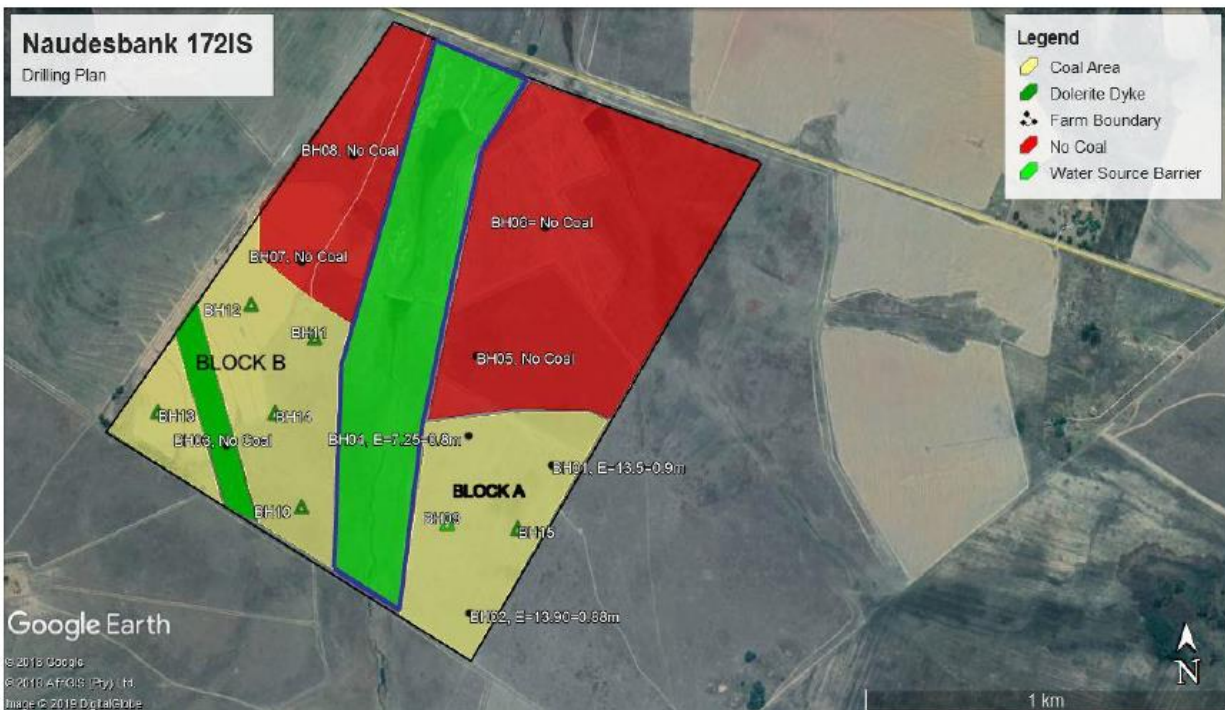 Naudesbank 172IS
Drilling Plan
Legend
Coal Area
Dolerite Dyke
Farm Boundary
No Coal
Water Source Barrier
BH08, No Coal
BH06= No Coal
BH07, No Coal
BH12
BH11
BH05, No Coal
BLOCK B
BH13
BH14
BH03, No Coal
BH04, E=7.25=0.8m
BH01, E=13.5=0.9m
BLOCK A
BH10
BH09
BH15
BH02, E=13.90=0.88m
Google Earth
© 2018 Google
© 2018 AfriGIS (Pty) Ltd.
Image © 2019 DigitalGlobe
N
1 km